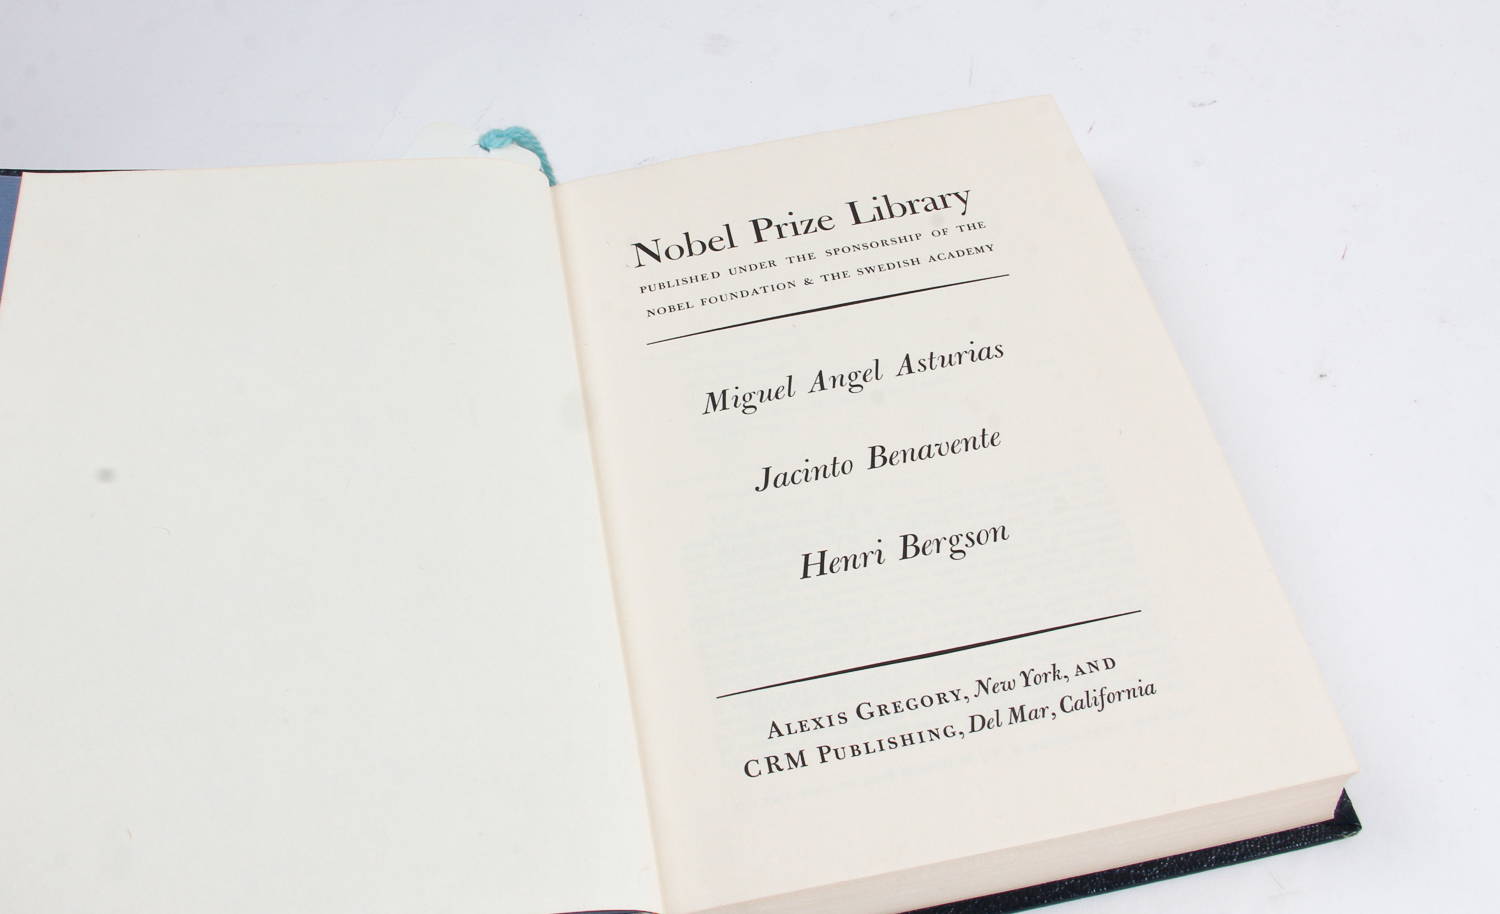 Nobel Prize Library
PUBLISHED UNDER THE SPONSORSHIP OF THE
NOBEL FOUNDATION & THE SWEDISH ACADEMY
Miguel Angel Asturias
Jacinto Benavente
Henri Bergson
ALEXIS GREGORY, New York, AND
CRM PUBLISHING, Del Mar, California